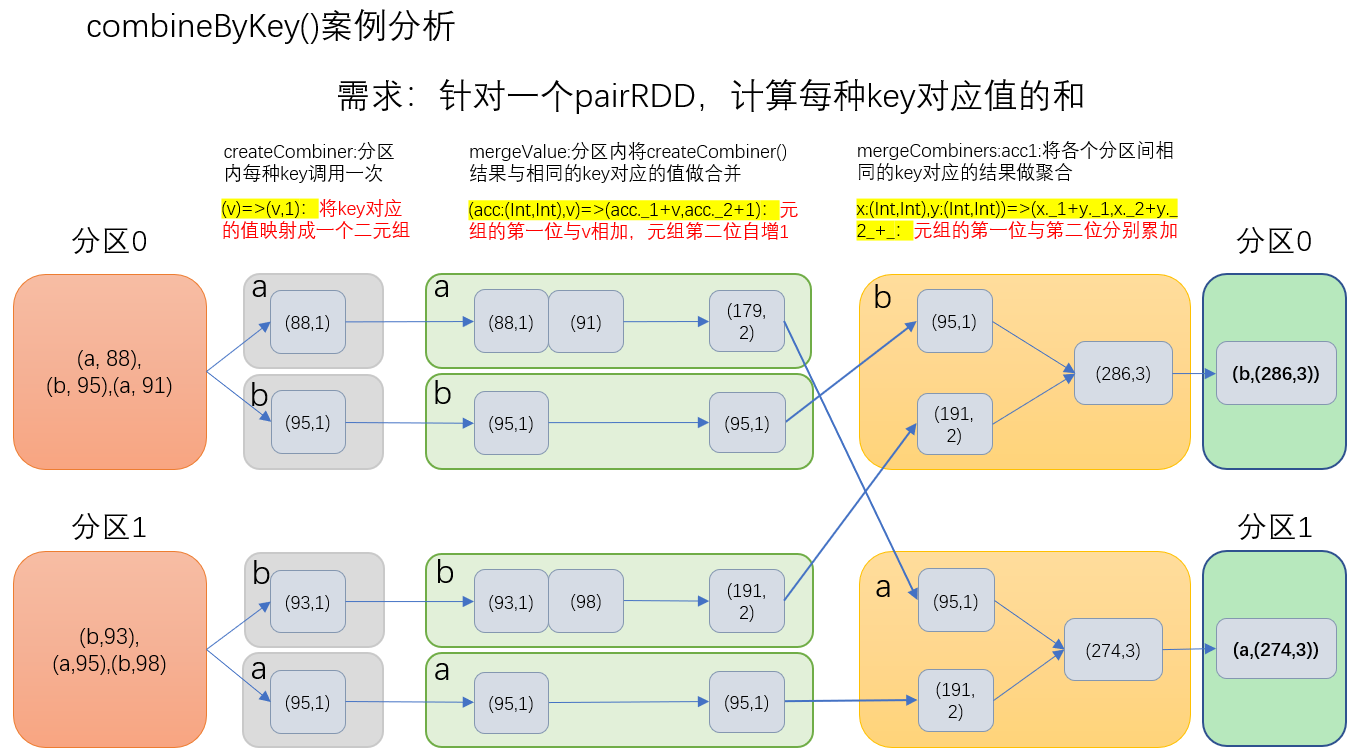 combineByKey()案例分析
需求：针对一个pairRDD，计算每种key对应值的和
createCombiner:分区
内每种key调用一次
(v)=>(v,1)：将key对应
的值映射成一个二元组
mergeValue:分区内将createCombiner()
结果与相同的key对应的值做合并
(acc:(Int,Int),v)=>(acc._1+v,acc._2+1)：元
组的第一位与v相加，元组第二位自增1
mergeCombiners:acc1:将各个分区间相
同的key对应的结果做聚合
x:(Int,Int),y:(Int,Int))=>(x._1+y._1,x._2+y._
2_+_：元组的第一位与第二位分别累加
分区0
分区0
(a, 88),
(b, 95),(a, 91)
a
(88,1)
b
(95,1)
a
(88,1)
(91)
(179,
2)
b
(95,1)
(95,1)
b
(95,1)
(191,
2)
(286,3)
(b,(286,3))
分区1
分区1
(b,93),
(a,95),(b,98)
b
(93,1)
a
(95,1)
b
(93,1)
(98)
(191,
2)
a
(95,1)
(95,1)
a
(95,1)
(191,
2)
(274,3)
(a,(274,3))